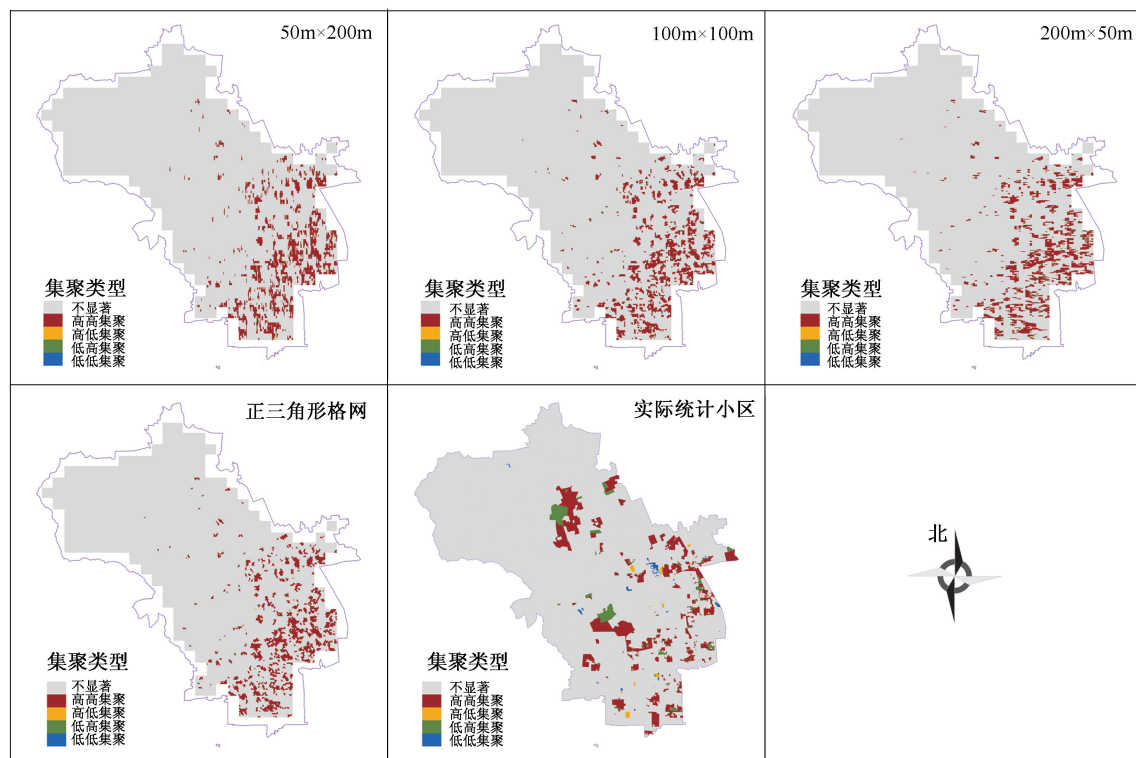 50m×200m
集聚类型
不显著
高高集聚
高低集聚
低高集聚
低低集聚
100m×100m
集聚类型
不显著
高高集聚
高低集聚
低高集聚
低低集聚
200m×50m
集聚类型
不显著
高高集聚
高低集聚
低高集聚
低低集聚
正三角形格网
集聚类型
不显著
高高集聚
高低集聚
低高集聚
低低集聚
实际统计小区
集聚类型
不显著
高高集聚
高低集聚
低高集聚
低低集聚
北